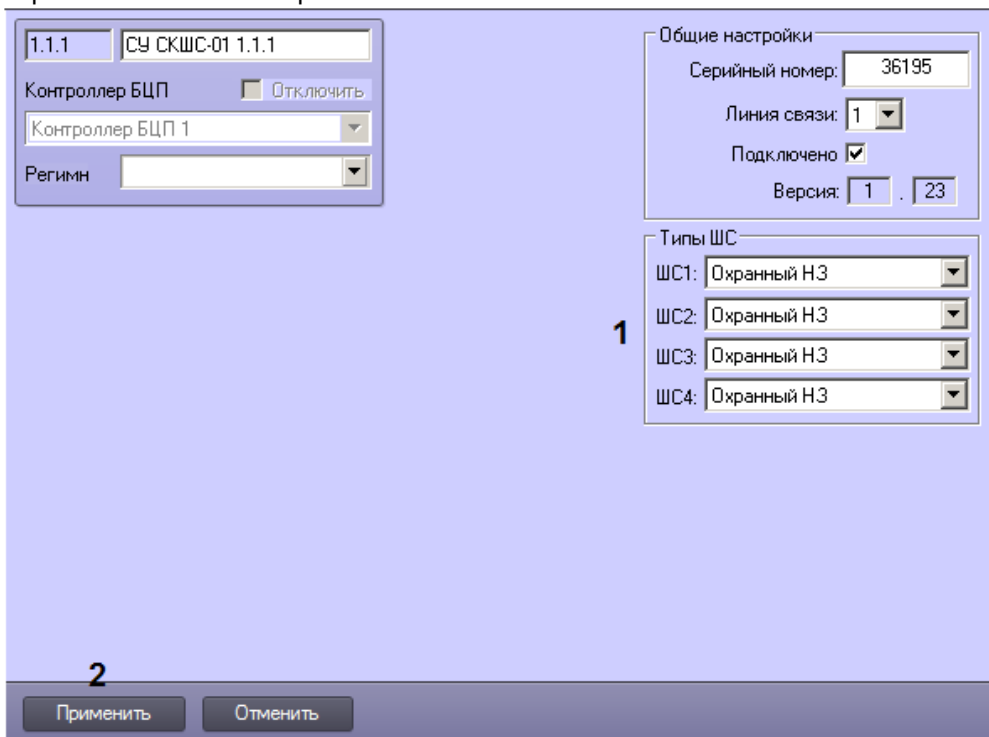 1.1.1 СУ СКШС-01 1.1.1
Контроллер БЦП Отключить
Контроллер БЦП 1
Регимн
Общие настройки
Серийный номер: 36195
Линия связи: 1
Подключено
Версия: 1 . 23
Типы ШС
ШС1: Охранный НЗ
ШС2: Охранный НЗ
1
ШС3: Охранный НЗ
ШС4: Охранный НЗ
2
Применить Отменить